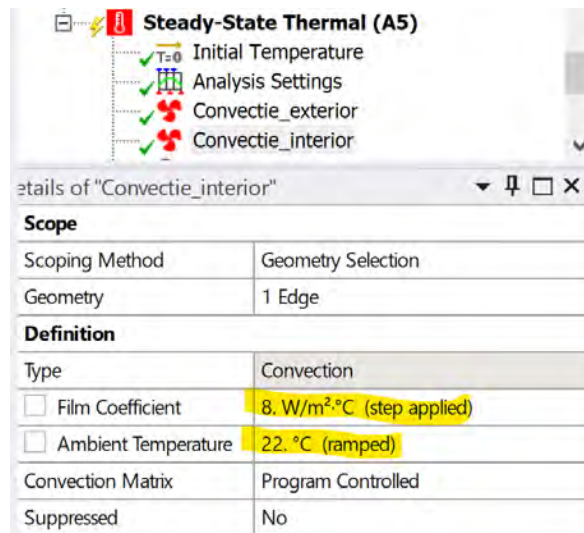 Steady-State Thermal (A5)
T=0 Initial Temperature
Analysis Settings
Convectie_exterior
Convectie_interior
etails of "Convectie_interior"
Scope
Scoping Method Geometry Selection
Geometry 1 Edge
Definition
Type Convection
Film Coefficient 8. W/m²·°C (step applied)
Ambient Temperature 22. °C (ramped)
Convection Matrix Program Controlled
Suppressed No